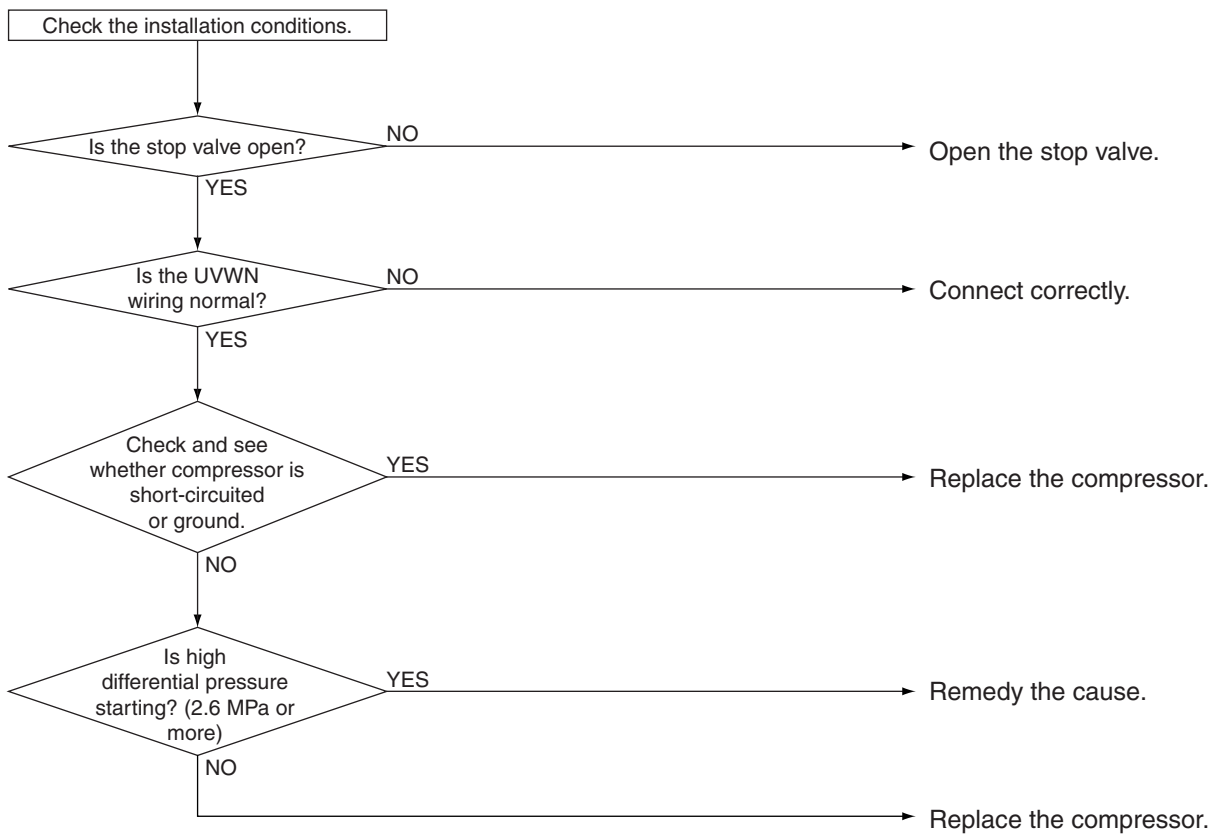 Check the installation conditions.
Is the stop valve open?
NO
Open the stop valve.
YES
Is the UVWN
wiring normal?
NO
Connect correctly.
YES
Check and see
whether compressor is
short-circuited
or ground.
YES
Replace the compressor.
NO
Is high
differential pressure
starting? (2.6 MPa or
more)
YES
Remedy the cause.
NO
Replace the compressor.